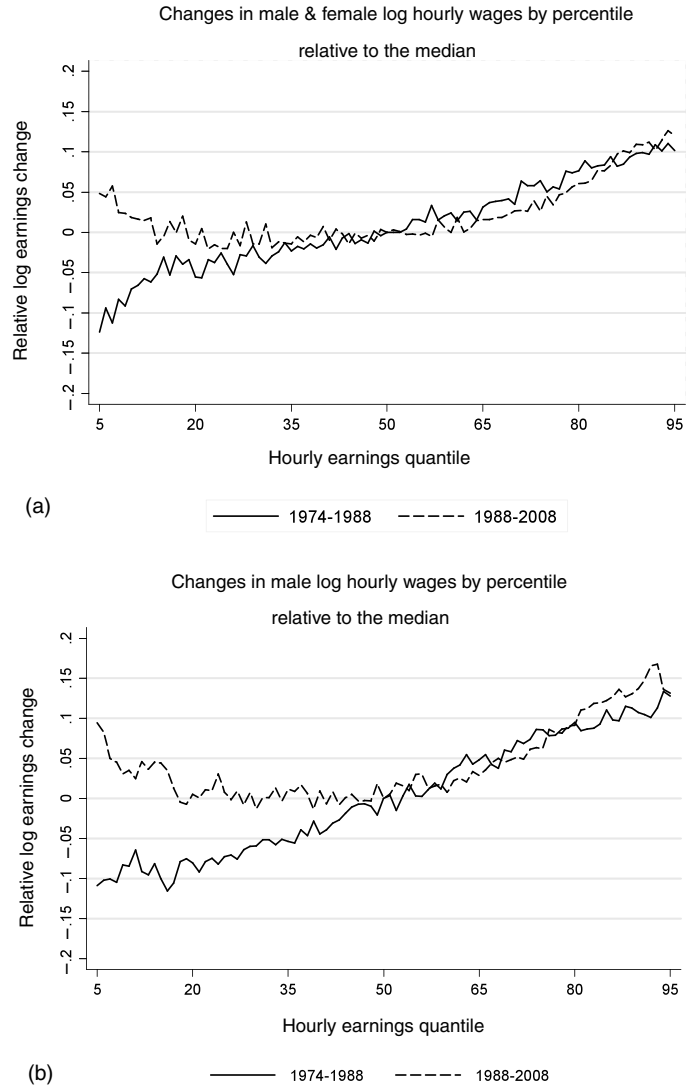 Changes in male & female log hourly wages by percentile
relative to the median
Relative log earnings change
.2
.15
.1
.05
0
−.05
−.1
−.15
−.2
5 20 35 50 65 80 95
Hourly earnings quantile
(a)
1974-1988 1988-2008
Changes in male log hourly wages by percentile
relative to the median
Relative log earnings change
.2
.15
.1
.05
0
−.05
−.1
−.15
−.2
5 20 35 50 65 80 95
Hourly earnings quantile
(b)
1974-1988 1988-2008